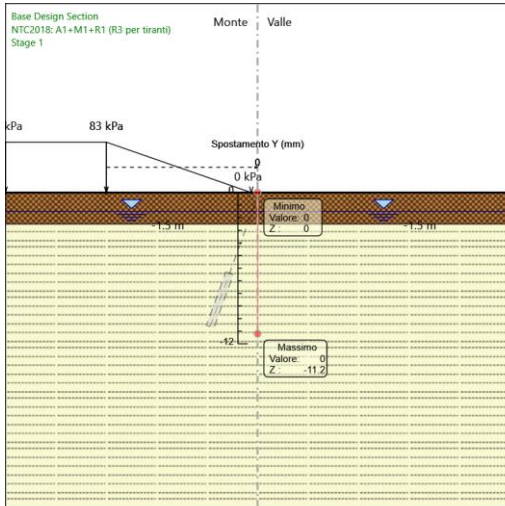 Base Design Section
NTC2018: A1+M1+R1 (R3 per tiranti)
Stage 1
Monte
Valle
kPa
83 kPa
Spostamento Y (mm)
0
0 kPa
0
Minimo
Valore: 0
Z : 0
-1.5 m
-1.5 m
-12
Massimo
Valore: 0
Z : -11.2